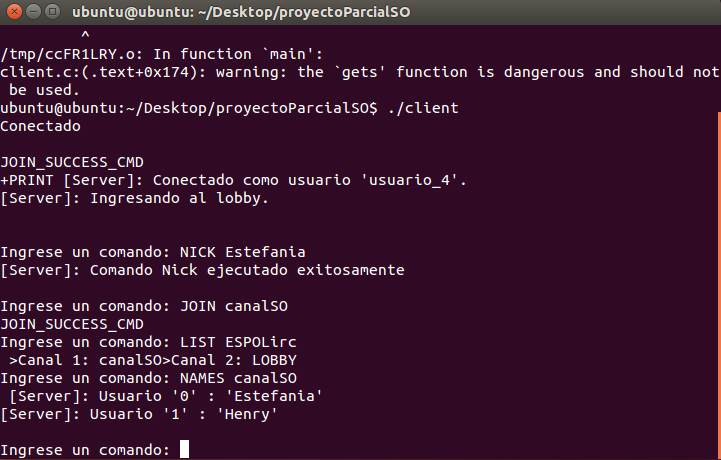 ubuntu@ubuntu: ~/Desktop/proyectoParcialSO
^
/tmp/ccFR1LRY.o: In function `main':
client.c:(.text+0x174): warning: the `gets' function is dangerous and should not
 be used.
ubuntu@ubuntu:~/Desktop/proyectoParcialSO$ ./client
Conectado
JOIN_SUCCESS_CMD
+PRINT [Server]: Conectado como usuario 'usuario_4'.
[Server]: Ingresando al lobby.
Ingrese un comando: NICK Estefania
[Server]: Comando Nick ejecutado exitosamente
Ingrese un comando: JOIN canalSO
JOIN_SUCCESS_CMD
Ingrese un comando: LIST ESPOLirc
 >Canal 1: canalSO>Canal 2: LOBBY
Ingrese un comando: NAMES canalSO
 [Server]: Usuario '0' : 'Estefania'
[Server]: Usuario '1' : 'Henry'
Ingrese un comando: